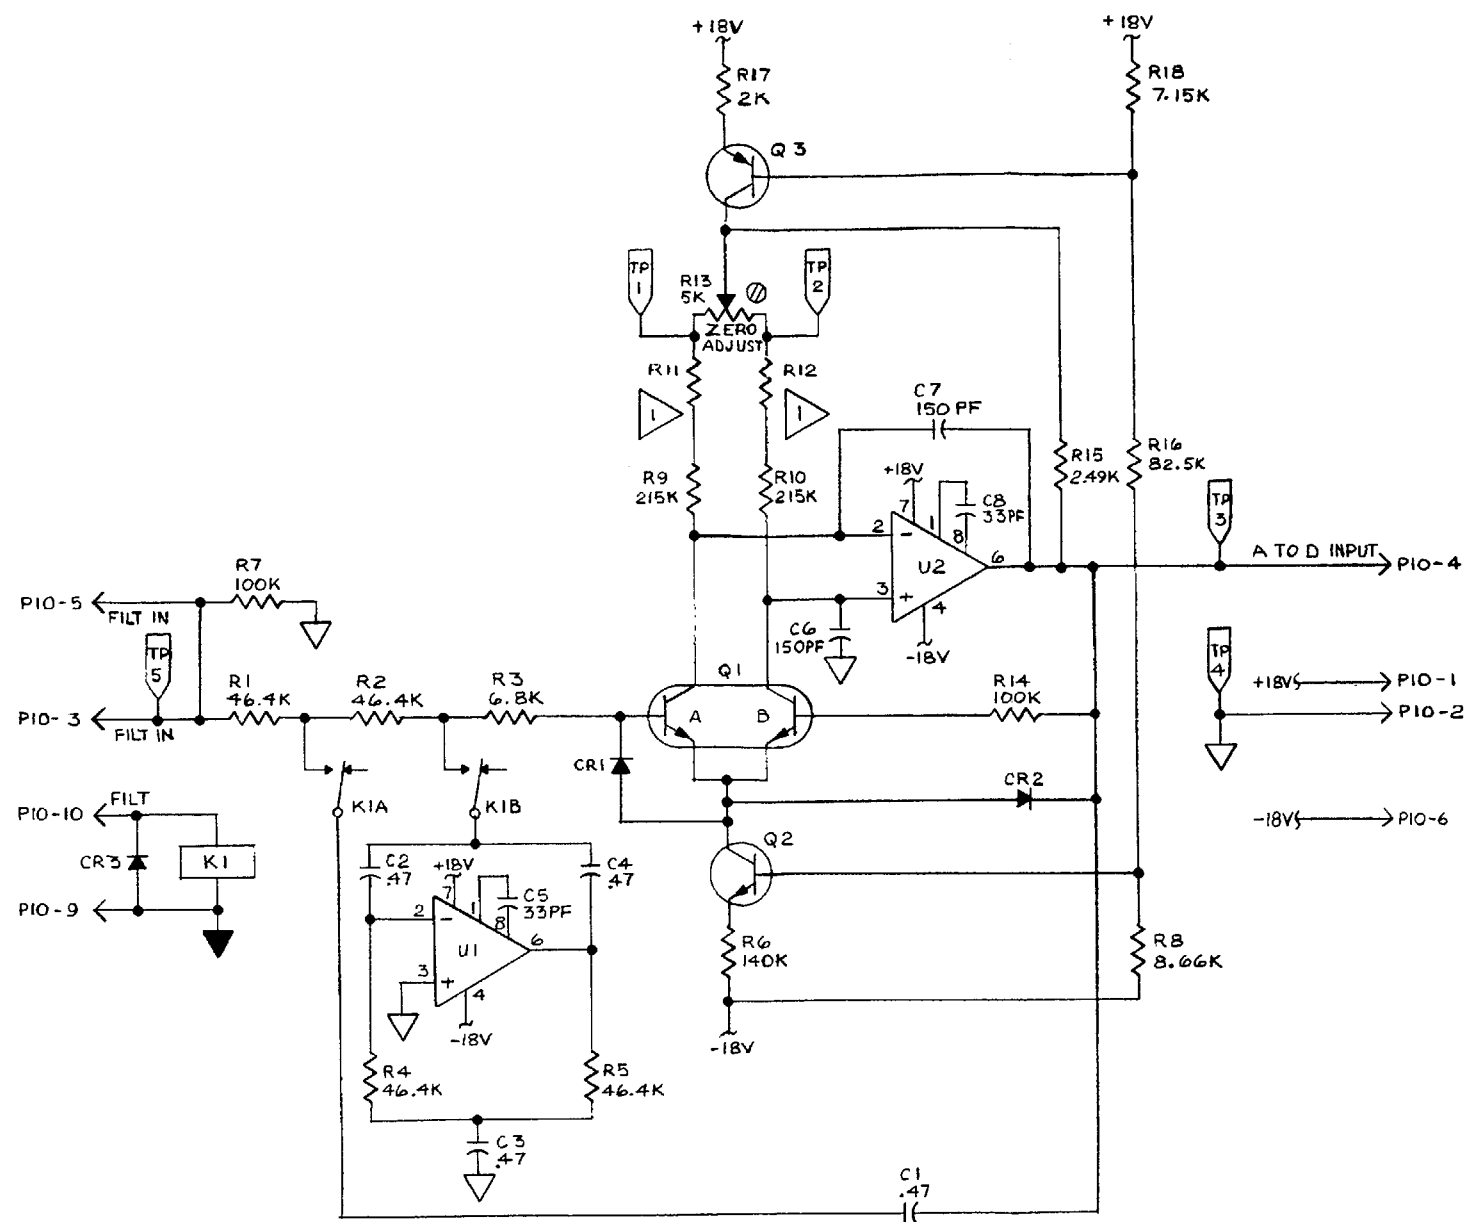 +18V
+18V
R17
2K
R18
7.15K
Q3
TP
1
R13
5K
TP
2
ZERO
ADJUST
R11
R12
1
1
C7
150 PF
R9
215K
R10
215K
+18V
C8
33PF
R15
2.49K
R16
82.5K
TP
3
7
1
8
2
-
U2
6
3
+
4
-18V
A TO D INPUT
P10-4
R7
100K
P10-5
FILT IN
C6
150PF
TP
5
TP
4
Q1
R1
46.4K
R2
46.4K
R3
6.8K
R14
100K
+18V
P10-1
P10-3
FILT IN
A
B
P10-2
CR1
CR2
K1A
K1B
P10-10
FILT
-18V
P10-6
CR3
K1
Q2
C2
.47
+18V
C4
.47
C5
33PF
7
1
8
P10-9
2
-
U1
6
3
+
4
-18V
R6
140K
R8
8.66K
-18V
R4
46.4K
R5
46.4K
C3
.47
C1
.47